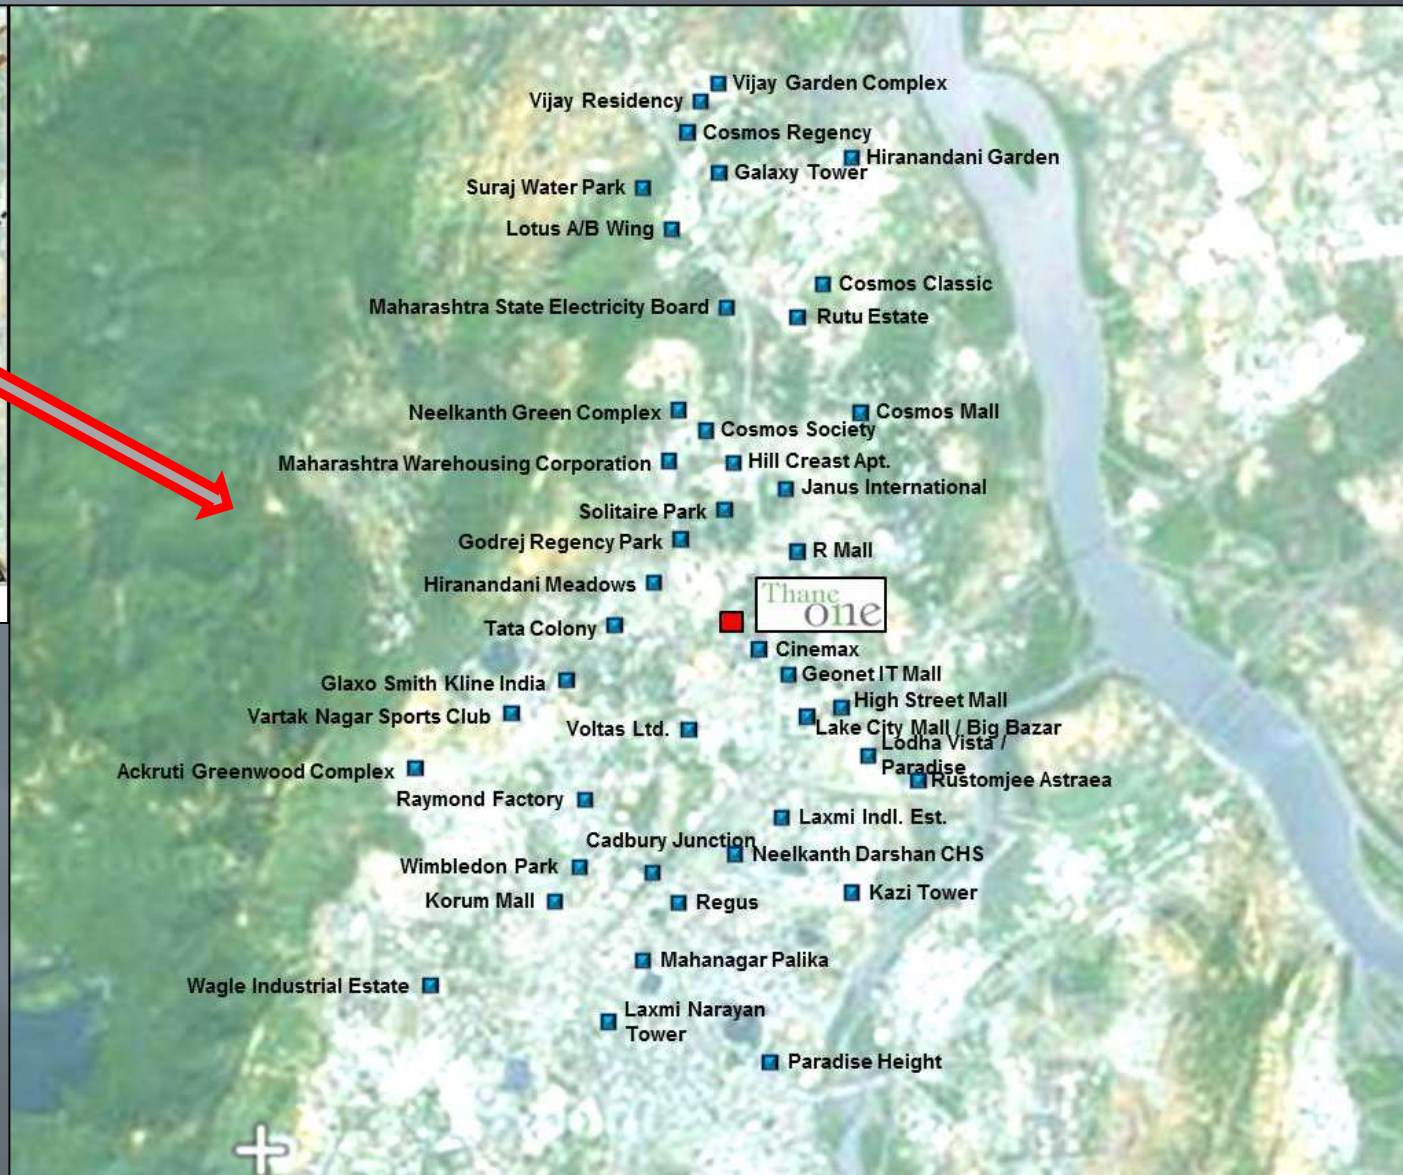 Vijay Garden Complex
Vijay Residency
Cosmos Regency
Hiranandani Garden
Galaxy Tower
Suraj Water Park
Lotus A/B Wing
Cosmos Classic
Maharashtra State Electricity Board
Rutu Estate
Neelkanth Green Complex
Cosmos Mall
Cosmos Society
Maharashtra Warehousing Corporation
Hill Creast Apt.
Janus International
Solitaire Park
Godrej Regency Park
R Mall
Hiranandani Meadows
Thane
one
Tata Colony
Cinemax
Geonet IT Mall
Glaxo Smith Kline India
High Street Mall
Vartak Nagar Sports Club
Lake City Mall / Big Bazar
Voltas Ltd.
Lodha Vista /
Paradise
Ackruti Greenwood Complex
Rustomjee Astraea
Raymond Factory
Laxmi Indl. Est.
Cadbury Junction
Neelkanth Darshan CHS
Wimbledon Park
Kazi Tower
Korum Mall
Regus
Mahanagar Palika
Wagle Industrial Estate
Laxmi Narayan
Tower
Paradise Height